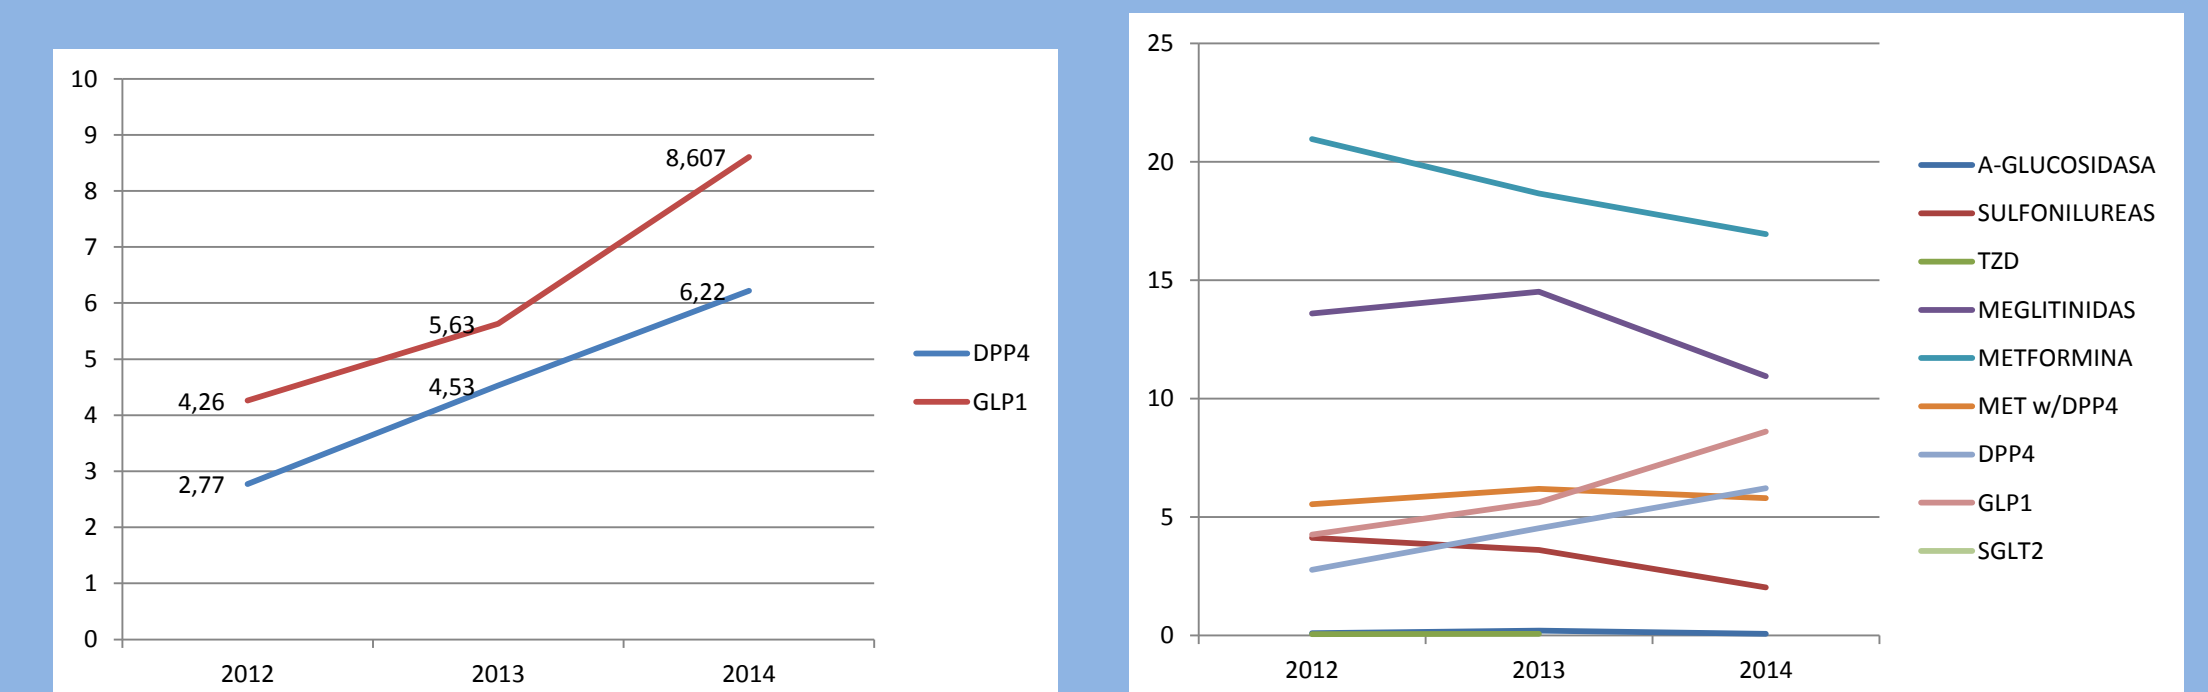 10
9
8
7
6
5
4
3
2
1
0
8,607
6,22
5,63
4,53
4,26
2,77
2012 2013 2014
DPP4
GLP1
25
20
15
10
5
0
2012 2013 2014
A-GLUCOSIDASA
SULFONILUREAS
TZD
MEGLITINIDAS
METFORMINA
MET w/DPP4
DPP4
GLP1
SGLT2